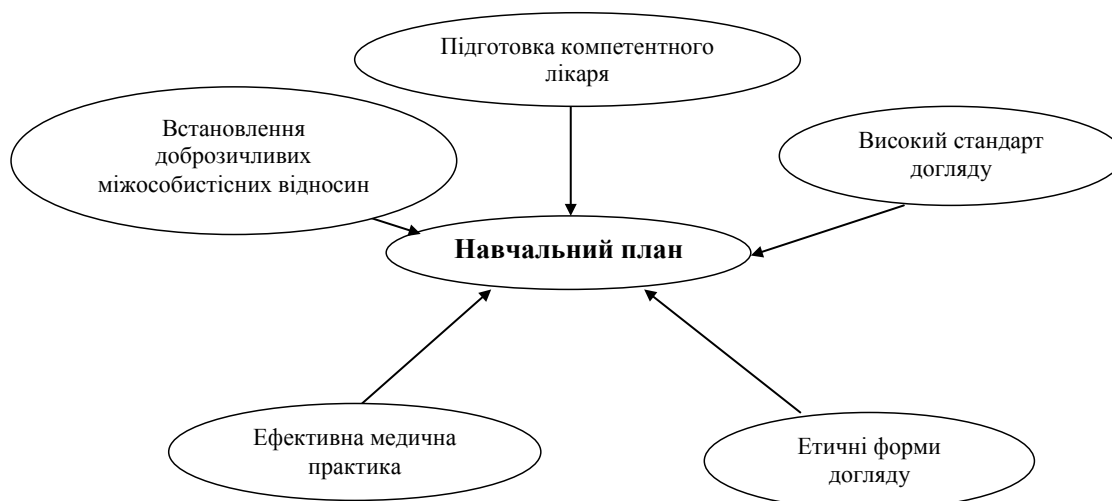 Підготовка компетентного
лікаря
Встановлення
доброзичливих
міжособистісних відносин
Високий стандарт
догляду
Навчальний план
Ефективна медична
практика
Етичні форми
догляду